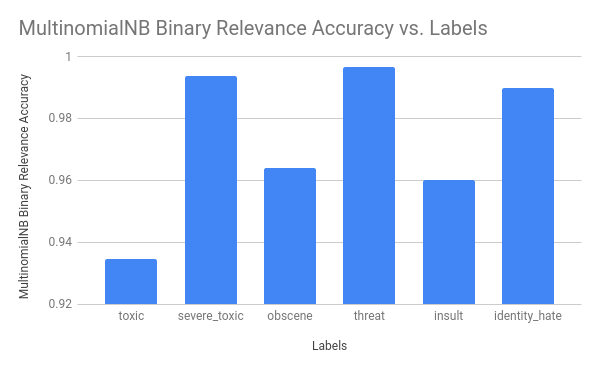 MultinomialNB Binary Relevance Accuracy vs. Labels
MultinomialNB Binary Relevance Accuracy
1
0.98
0.96
0.94
0.92
toxic severe_toxic obscene threat insult identity_hate
Labels